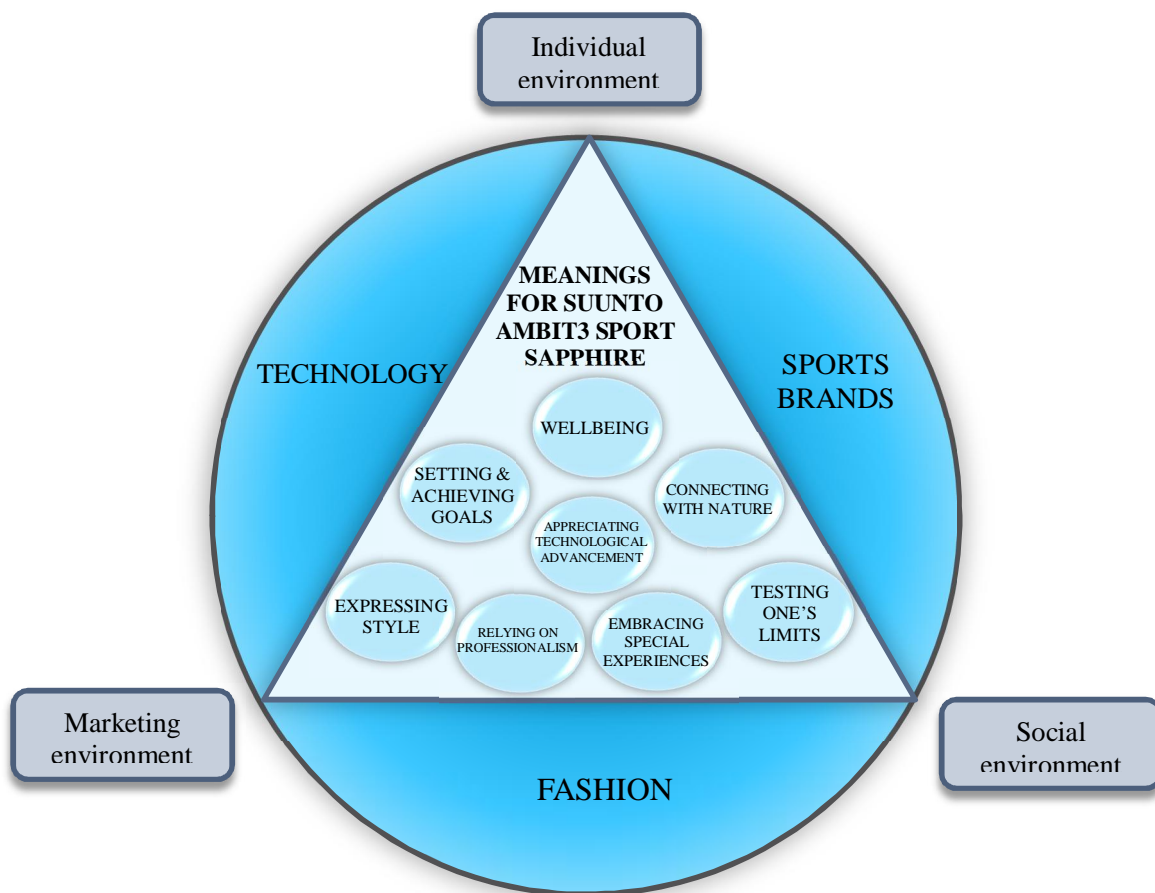 Individual
environment
MEANINGS
FOR SUUNTO
AMBIT3 SPORT
SAPPHIRE
TECHNOLOGY
SPORTS
BRANDS
WELLBEING
SETTING &
ACHIEVING
GOALS
CONNECTING
WITH NATURE
APPRECIATING
TECHNOLOGICAL
ADVANCEMENT
EXPRESSING
STYLE
RELYING ON
PROFESSIONALISM
EMBRACING
SPECIAL
EXPERIENCES
TESTING
ONE’S
LIMITS
Marketing
environment
Social
environment
FASHION